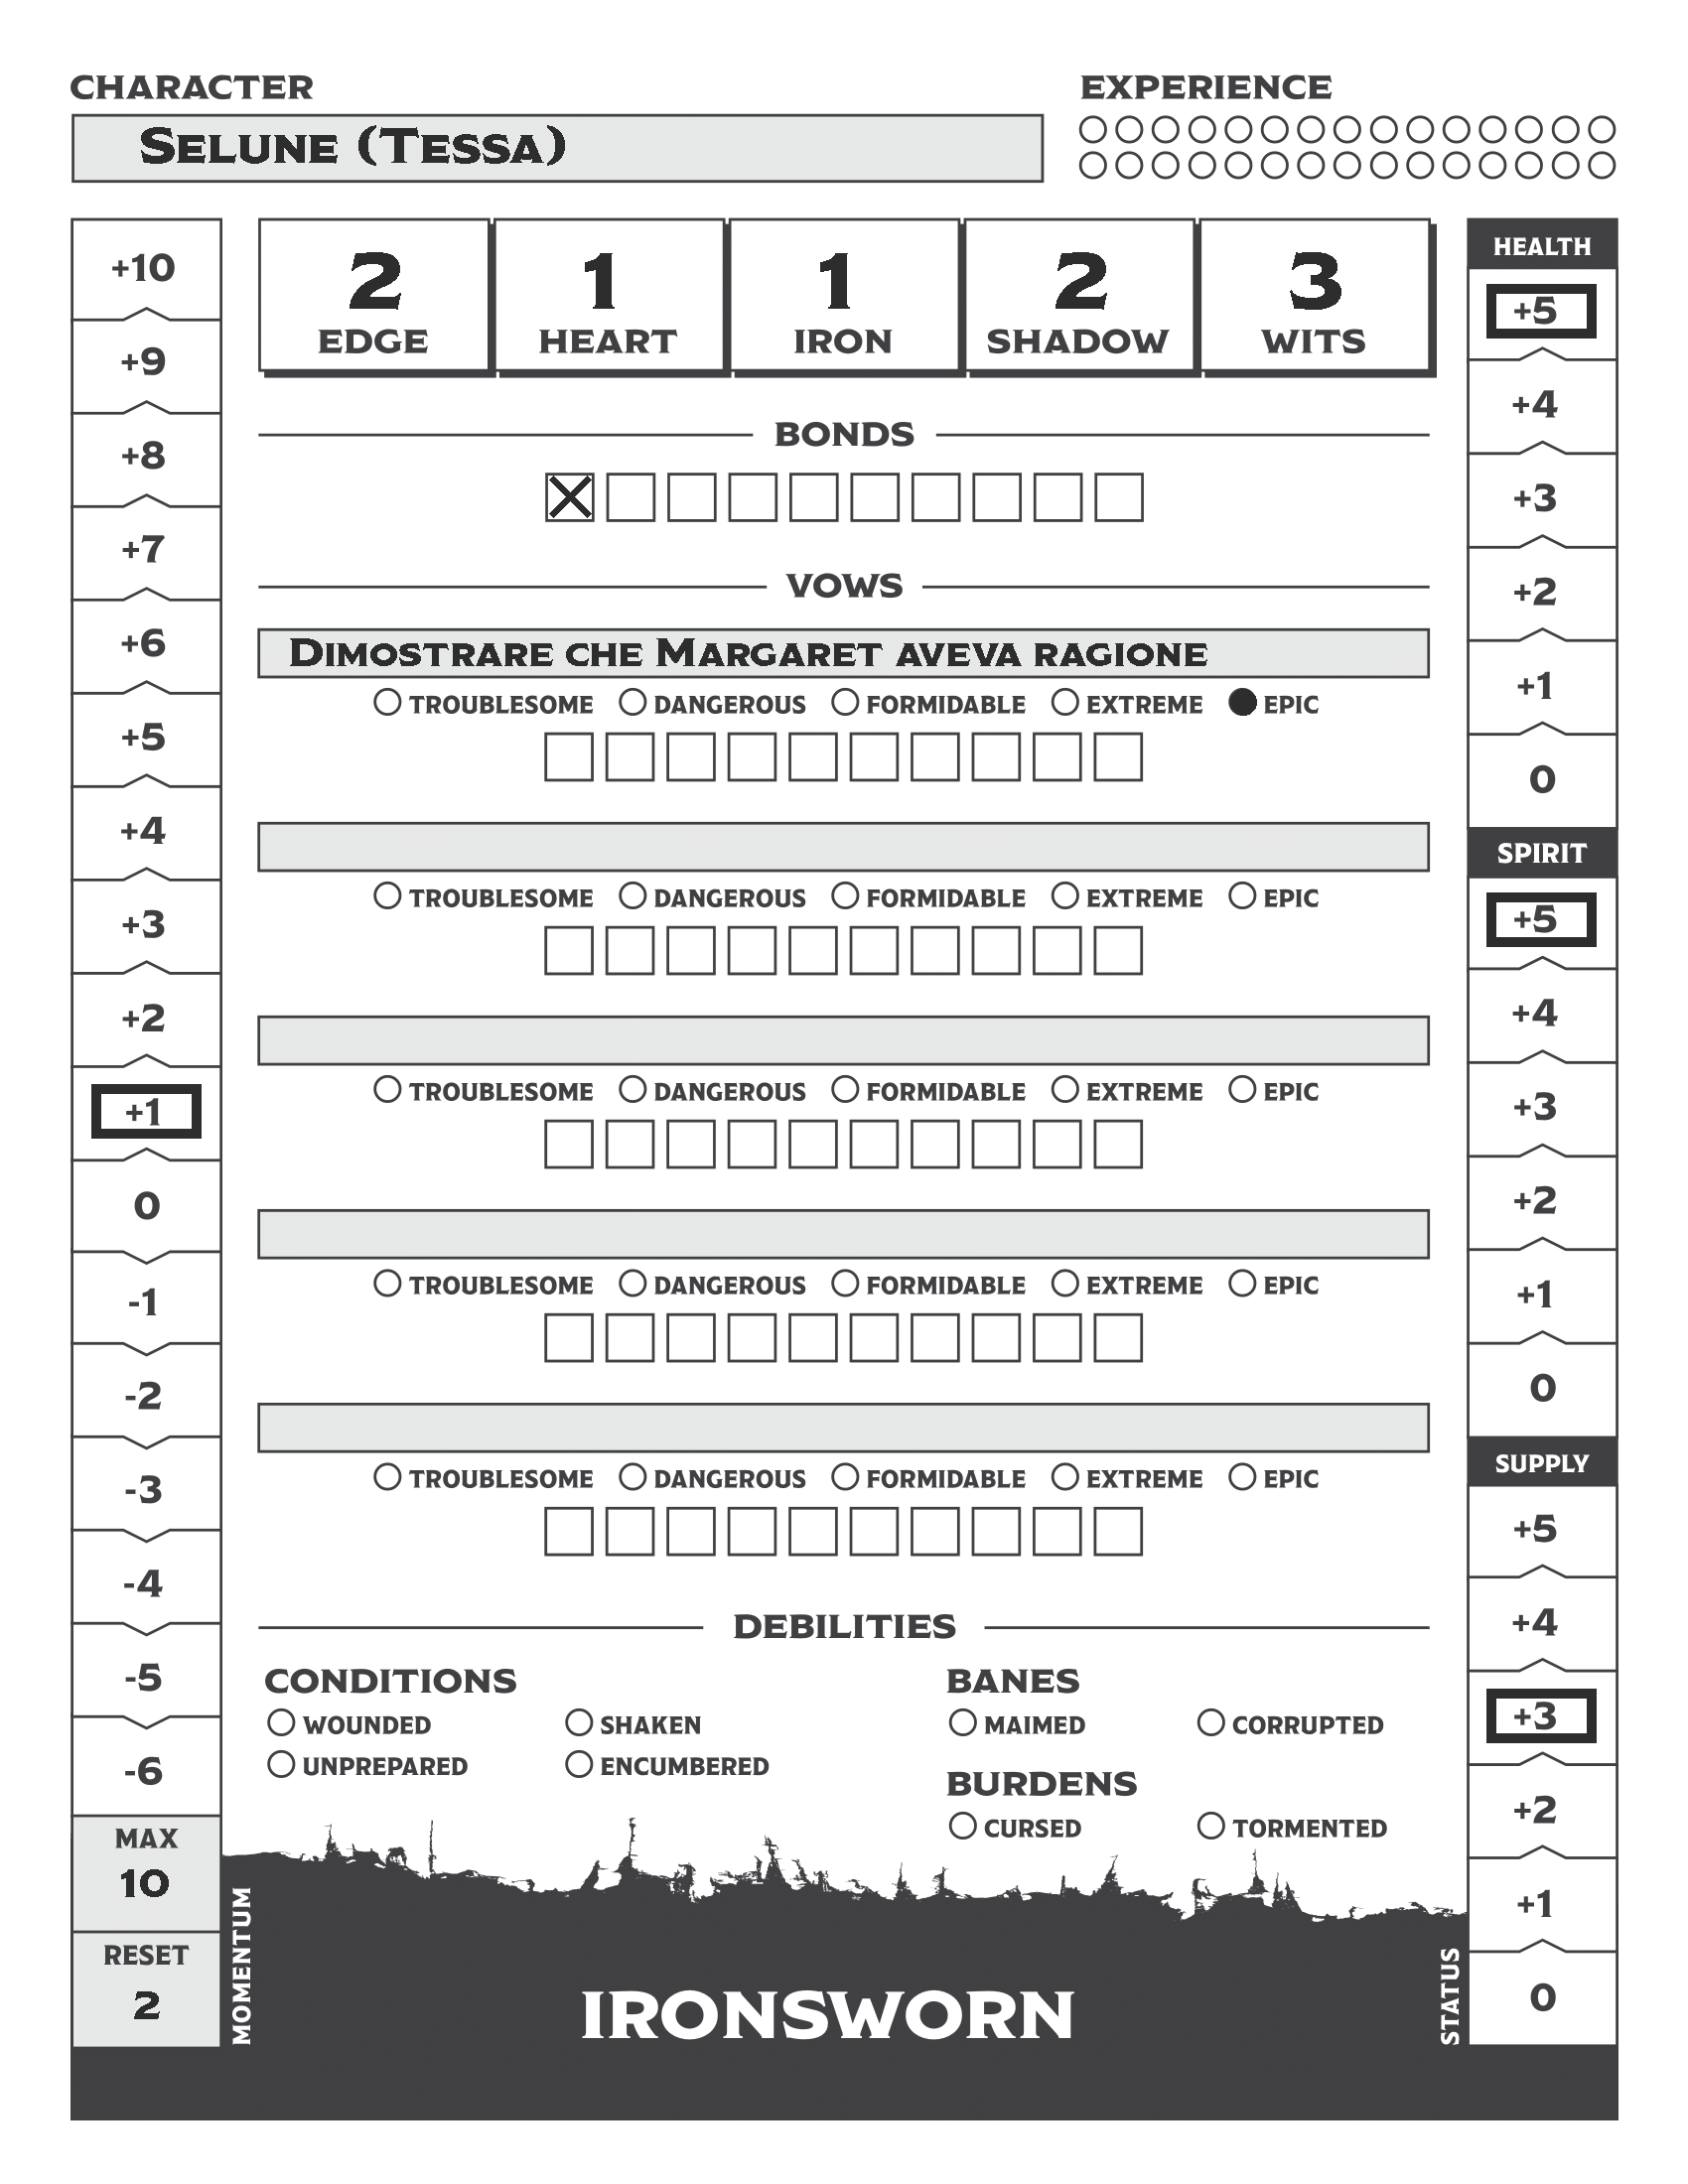 CHARACTER
SELUNE (TESSA)
EXPERIENCE
+10
+9
+8
+7
+6
+5
+4
+3
+2
+1
0
-1
-2
-3
-4
-5
-6
MAX
10
RESET
2
MOMENTUM
2 1 1 2 3
EDGE HEART IRON SHADOW WITS
BONDS
VOWS
DIMOSTRARE CHE MARGARET AVEVA RAGIONE
TROUBLESOME DANGEROUS FORMIDABLE EXTREME EPIC
TROUBLESOME DANGEROUS FORMIDABLE EXTREME EPIC
TROUBLESOME DANGEROUS FORMIDABLE EXTREME EPIC
TROUBLESOME DANGEROUS FORMIDABLE EXTREME EPIC
TROUBLESOME DANGEROUS FORMIDABLE EXTREME EPIC
DEBILITIES
CONDITIONS
WOUNDED SHAKEN
UNPREPARED ENCUMBERED
BANES
MAIMED CORRUPTED
BURDENS
CURSED TORMENTED
IRONSWORN
HEALTH
+5
+4
+3
+2
+1
0
SPIRIT
+5
+4
+3
+2
+1
0
SUPPLY
+5
+4
+3
+2
+1
0
STATUS